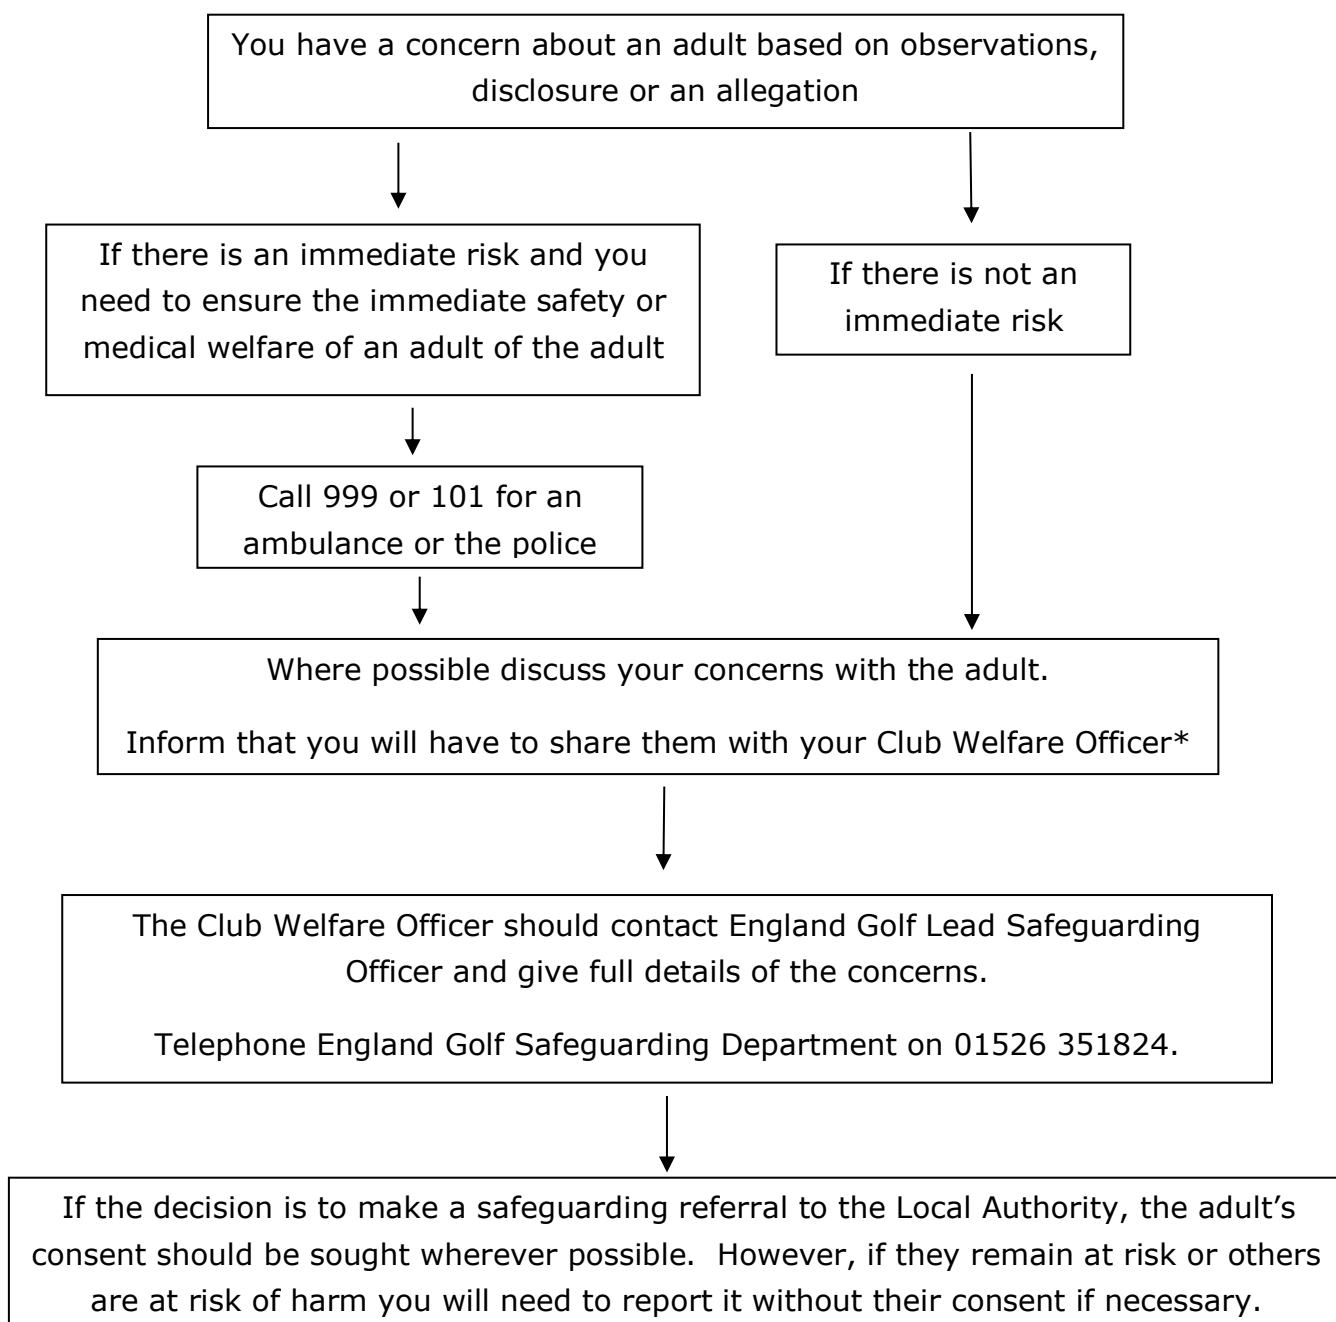 You have a concern about an adult based on observations,
disclosure or an allegation
If there is an immediate risk and you
need to ensure the immediate safety or
medical welfare of an adult of the adult
If there is not an
immediate risk
Call 999 or 101 for an
ambulance or the police
Where possible discuss your concerns with the adult.
Inform that you will have to share them with your Club Welfare Officer*
The Club Welfare Officer should contact England Golf Lead Safeguarding
Officer and give full details of the concerns.
Telephone England Golf Safeguarding Department on 01526 351824.
If the decision is to make a safeguarding referral to the Local Authority, the adult’s
consent should be sought wherever possible.  However, if they remain at risk or others
are at risk of harm you will need to report it without their consent if necessary.